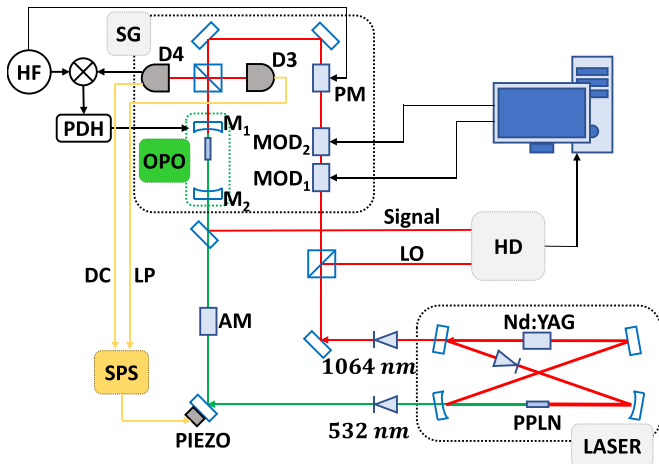 SG
D4
D3
HF
PM
PDH
M₁
OPO
MOD₂
MOD₁
M₂
Signal
HD
LO
DC
LP
AM
Nd:YAG
1064 nm
SPS
532 nm
PPLN
PIEZO
LASER